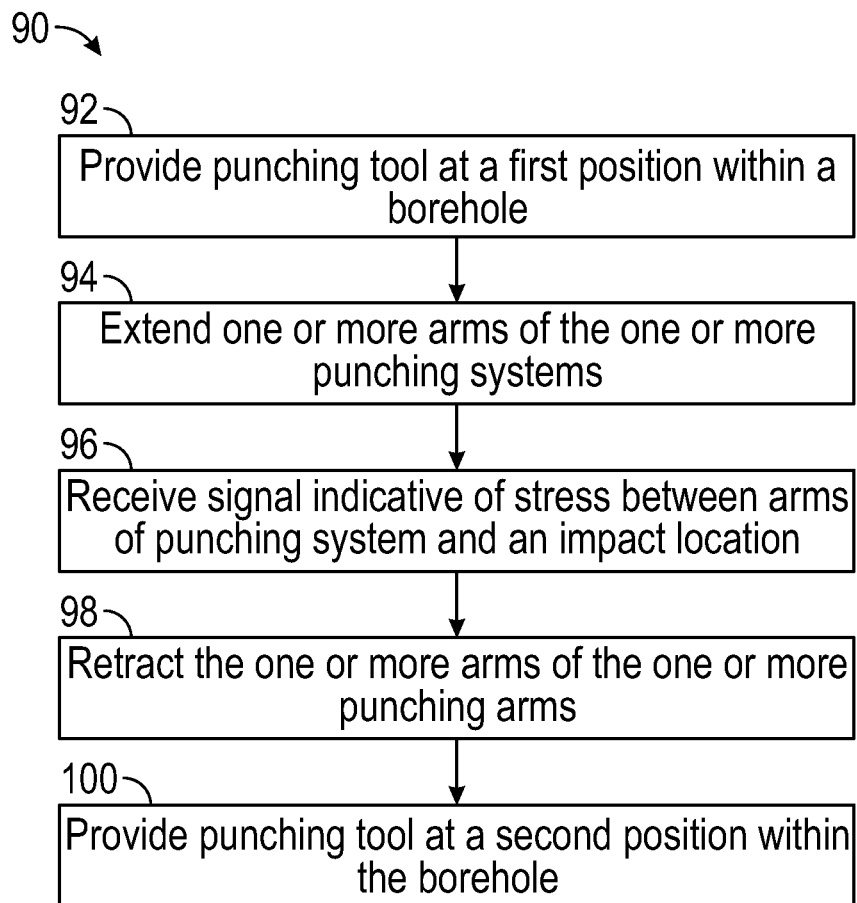 90
92
Provide punching tool at a first position within a
borehole
94
Extend one or more arms of the one or more
punching systems
96
Receive signal indicative of stress between arms
of punching system and an impact location
98
Retract the one or more arms of the one or more
punching arms
100
Provide punching tool at a second position within
the borehole